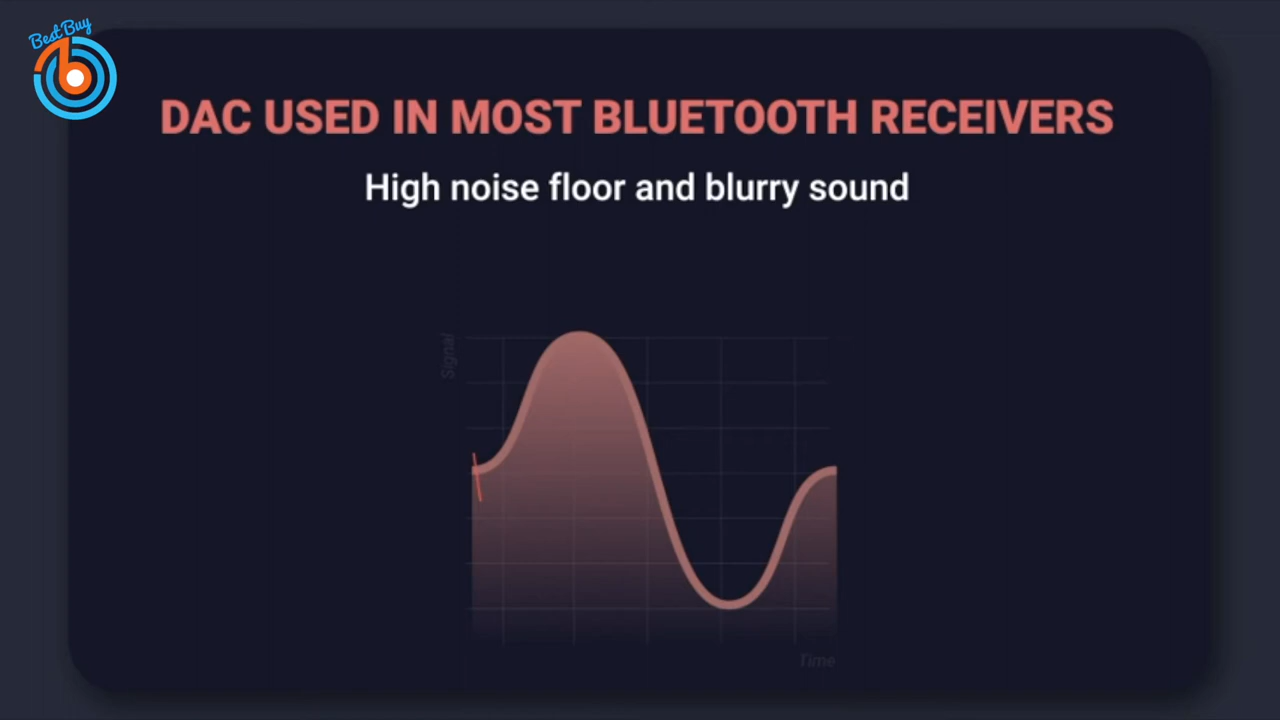 Best Buy
DAC USED IN MOST BLUETOOTH RECEIVERS
High noise floor and blurry sound
Signal
Time